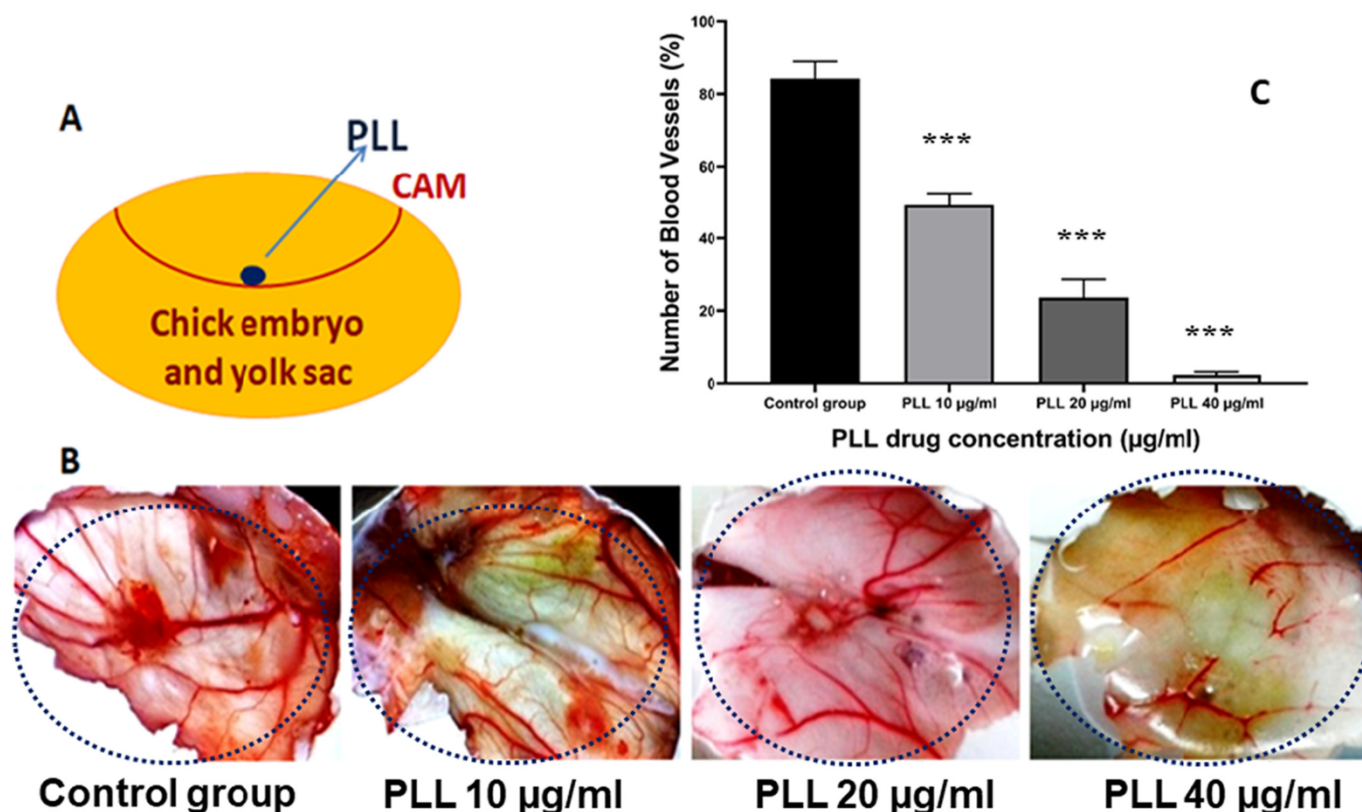 A
PLL
CAM
Chick embryo
and yolk sac
C
Number of Blood Vessels (%)
100
80
60
40
20
0
***
***
***
Control group
PLL 10 µg/ml
PLL 20 µg/ml
PLL 40 µg/ml
PLL drug concentration (µg/ml)
B
Control group
PLL 10 µg/ml
PLL 20 µg/ml
PLL 40 µg/ml